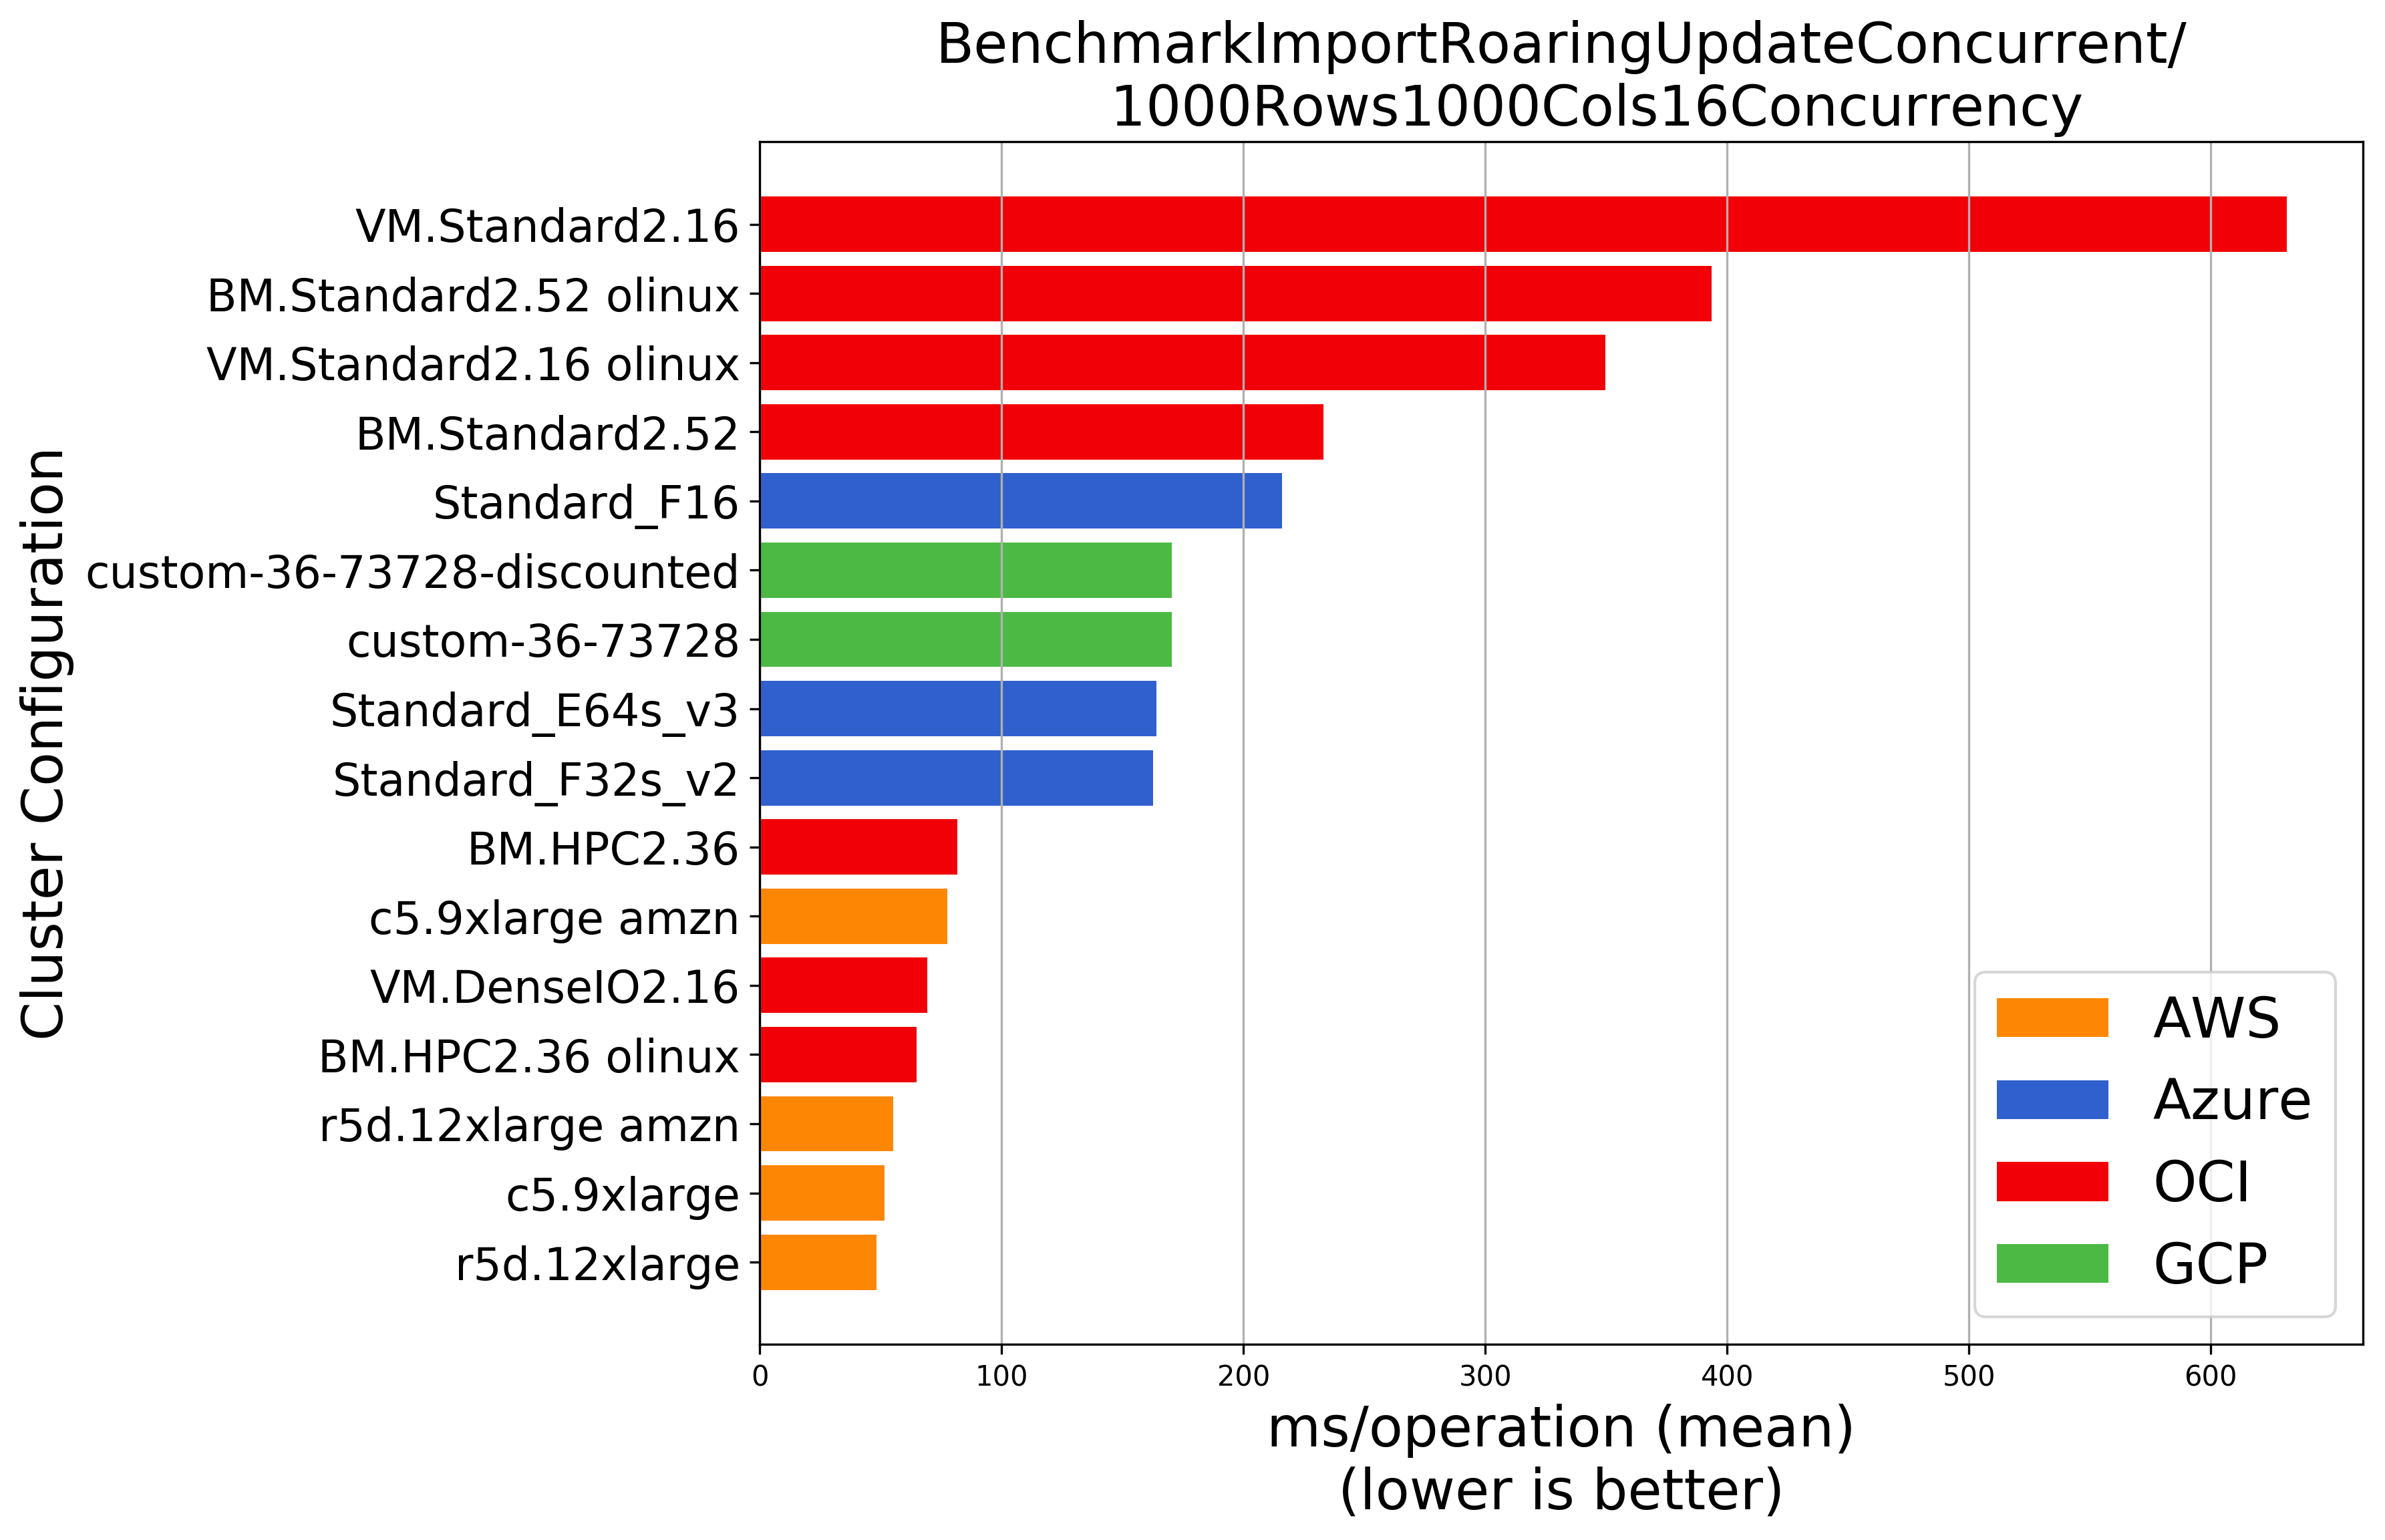 BenchmarkImportRoaringUpdateConcurrent/
1000Rows1000Cols16Concurrency
Cluster Configuration
VM.Standard2.16
BM.Standard2.52 olinux
VM.Standard2.16 olinux
BM.Standard2.52
Standard_F16
custom-36-73728-discounted
custom-36-73728
Standard_E64s_v3
Standard_F32s_v2
BM.HPC2.36
c5.9xlarge amzn
VM.DenseIO2.16
BM.HPC2.36 olinux
r5d.12xlarge amzn
c5.9xlarge
r5d.12xlarge
AWS
Azure
OCI
GCP
0 100 200 300 400 500 600
ms/operation (mean)
(lower is better)